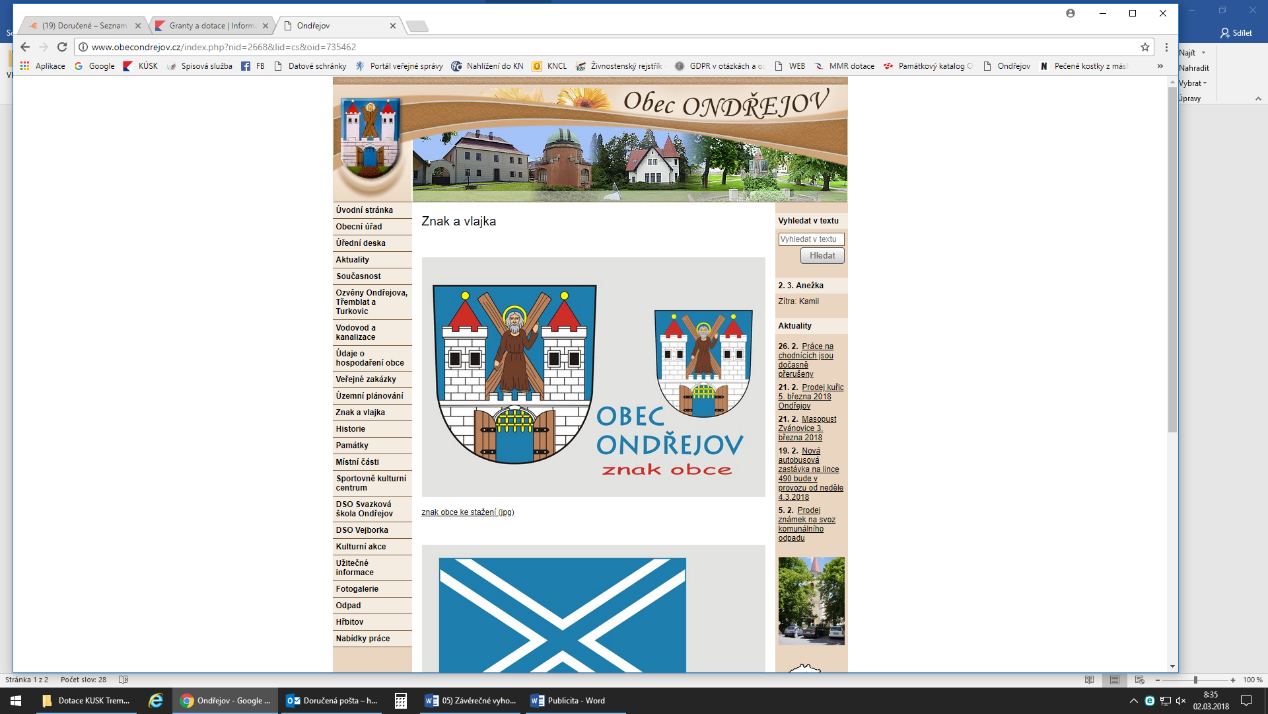 (19) Doručené – Seznam
Granty a dotace | Inform
Ondřejov
Sdílet
www.obecondrejov.cz/index.php?nid=2668&lid=cs&oid=735462
Aplikace
Google
KÚSK
Spisová služba
FB
Datové schránky
Portál veřejné správy
Nahlížení do KN
KNCL
Živnostenský rejstřík
GDPR v otázkách a o
WEB
MMR dotace
Památkový katalog
Ondřejov
Pečené kostky z más
»
Najít
Nahradit
Vybrat
Úpravy
Obec ONDŘEJOV
Úvodní stránka
Obecní úřad
Úřední deska
Aktuality
Současnost
Ozvěny Ondřejova,
Třemblat a
Turkovic
Vodovod a
kanalizace
Údaje o
hospodaření obce
Veřejné zakázky
Územní plánování
Znak a vlajka
Historie
Památky
Místní části
Sportovně kulturní
centrum
DSO Svazková
škola Ondřejov
DSO Vejborka
Kulturní akce
Užitečné
informace
Fotogalerie
Odpad
Hřbitov
Nabídky práce
Znak a vlajka
OBEC
ONDŘEJOV
znak obce
znak obce ke stažení (jpg)
Vyhledat v textu
Vyhledat v textu
Hledat
2. 3. Anežka
Zítra: Kamil
Aktuality
26. 2. Práce na
chodnících jsou
dočasně
přerušeny
21. 2. Prodej kuřic
5. března 2018
Ondřejov
21. 2. Masopust
Zvánovice 3.
března 2018
19. 2. Nová
autobusová
zastávka na lince
490 bude v
provozu od neděle
4.3.2018
5. 2. Prodej
známek na svoz
komunálního
odpadu
Stránka 1 z 2
Počet slov: 28
100 %
Dotace KUSK Trem...
Ondřejov - Google ...
Doručená pošta – h...
05) Závěrečné vyho...
Publicita - Word
8:35
02.03.2018